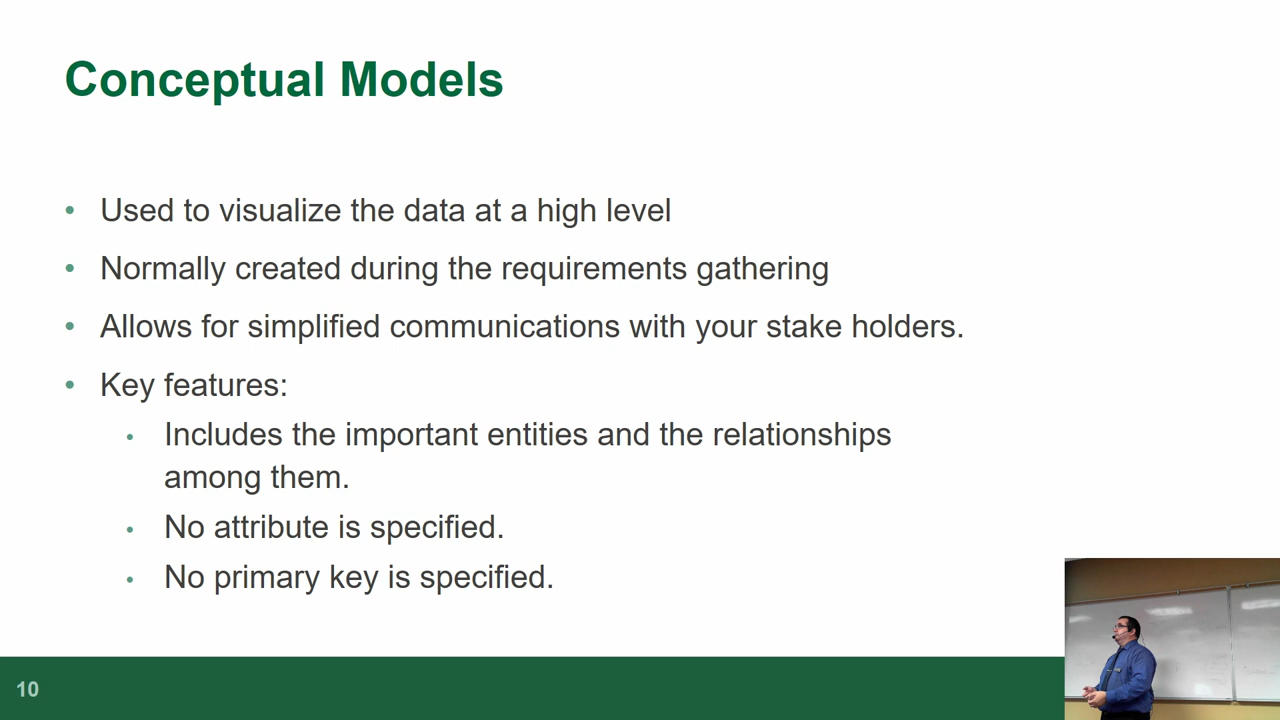 Conceptual Models
• Used to visualize the data at a high level
• Normally created during the requirements gathering
• Allows for simplified communications with your stake holders.
• Key features:
• Includes the important entities and the relationships
among them.
• No attribute is specified.
• No primary key is specified.
10